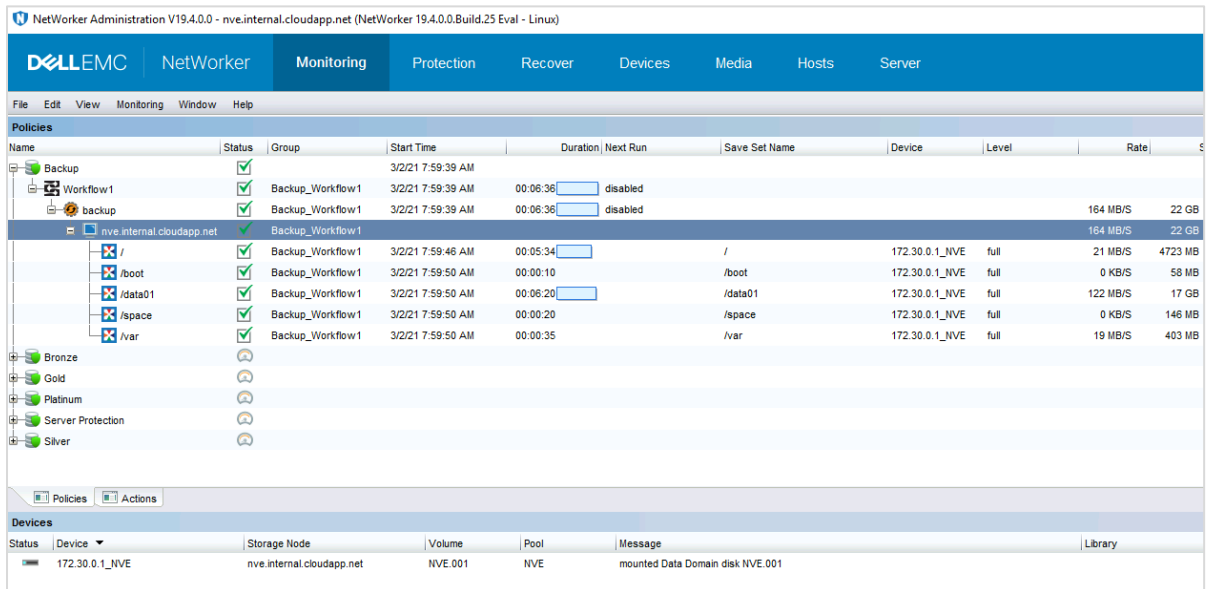 NetWorker Administration V19.4.0.0 - nve.internal.cloudapp.net (NetWorker 19.4.0.0.Build.25 Eval - Linux)
DELLEMC NetWorker Monitoring Protection Recover Devices Media Hosts Server
File Edit View Monitoring Window Help
Policies
Name Status Group Start Time Duration Next Run Save Set Name Device Level Rate S
Backup 3/2/21 7:59:39 AM
Workflow1 Backup_Workflow1 3/2/21 7:59:39 AM 00:06:36 disabled
backup Backup_Workflow1 3/2/21 7:59:39 AM 00:06:36 disabled 164 MB/S 22 GB
nve.internal.cloudapp.net Backup_Workflow1 164 MB/S 22 GB
/ Backup_Workflow1 3/2/21 7:59:46 AM 00:05:34 / 172.30.0.1_NVE full 21 MB/S 4723 MB
/boot Backup_Workflow1 3/2/21 7:59:50 AM 00:00:10 /boot 172.30.0.1_NVE full 0 KB/S 58 MB
/data01 Backup_Workflow1 3/2/21 7:59:50 AM 00:06:20 /data01 172.30.0.1_NVE full 122 MB/S 17 GB
/space Backup_Workflow1 3/2/21 7:59:50 AM 00:00:20 /space 172.30.0.1_NVE full 0 KB/S 146 MB
/var Backup_Workflow1 3/2/21 7:59:50 AM 00:00:35 /var 172.30.0.1_NVE full 19 MB/S 403 MB
Bronze
Gold
Platinum
Server Protection
Silver
Policies Actions
Devices
Status Device Storage Node Volume Pool Message Library
172.30.0.1_NVE nve.internal.cloudapp.net NVE.001 NVE mounted Data Domain disk NVE.001